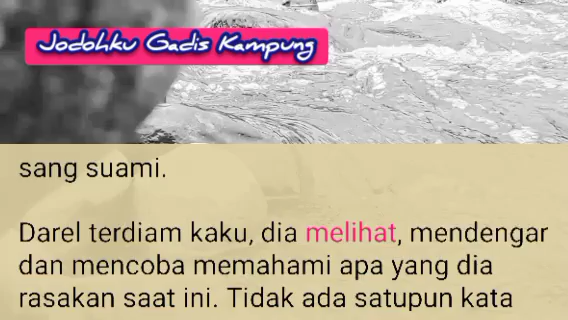 Jodohku Gadis Kampung
sang suami.
Darel terdiam kaku, dia melihat, mendengar
dan mencoba memahami apa yang dia
rasakan saat ini. Tidak ada satupun kata